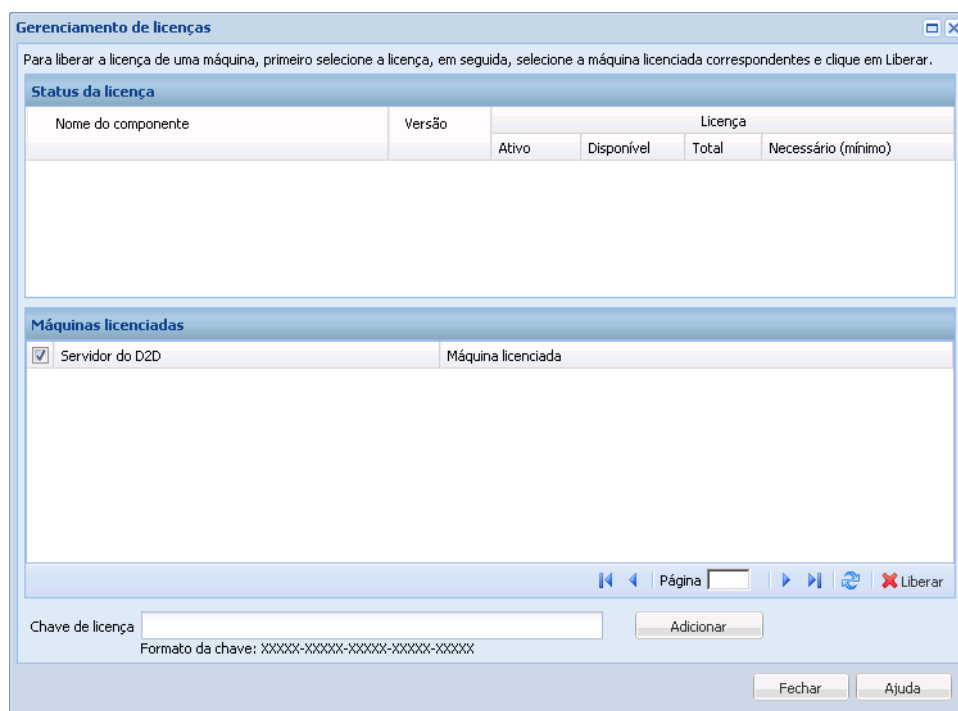 Gerenciamento de licenças
Para liberar a licença de uma máquina, primeiro selecione a licença, em seguida, selecione a máquina licenciada correspondentes e clique em Liberar.
Status da licença
Nome do componente Versão Licença
Ativo Disponível Total Necessário (mínimo)
Máquinas licenciadas
Servidor do D2D Máquina licenciada
Página Liberar
Chave de licença Adicionar
Formato da chave: XXXXX-XXXXX-XXXXX-XXXXX-XXXXX
Fechar Ajuda